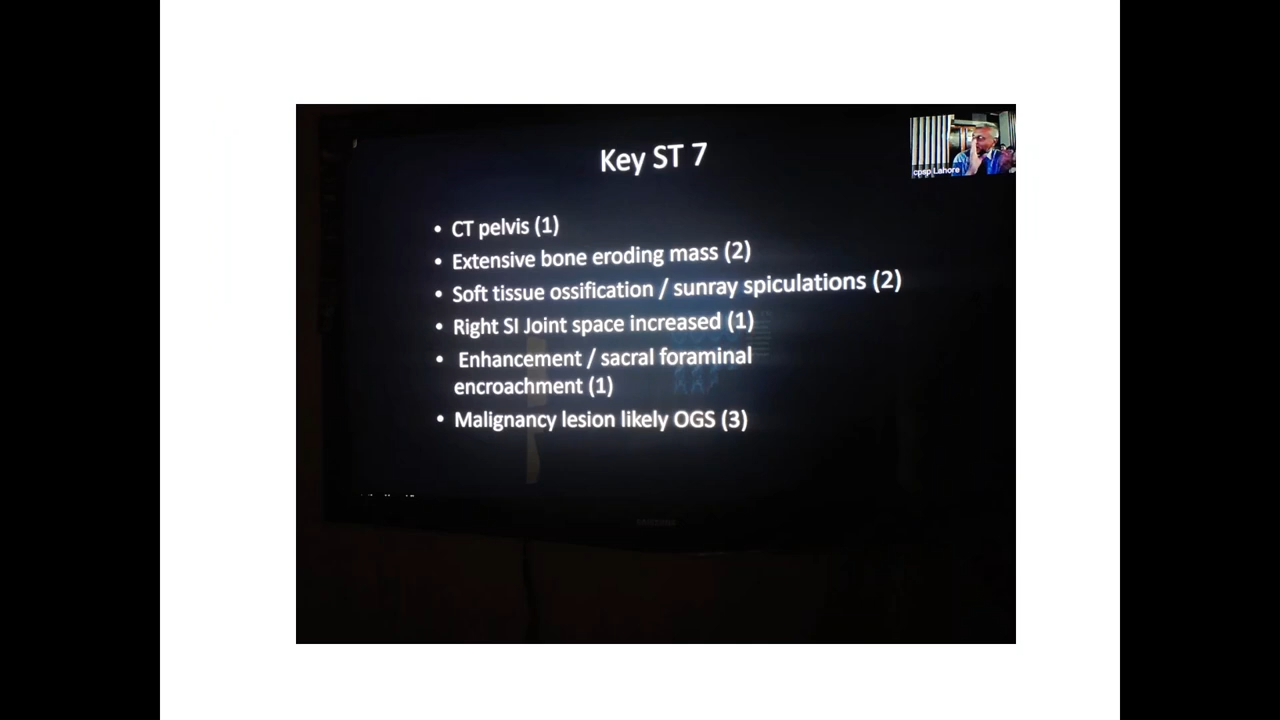 Key ST 7
cpsp Lahore
• CT pelvis (1)
• Extensive bone eroding mass (2)
• Soft tissue ossification / sunray spiculations (2)
• Right SI Joint space increased (1)
• Enhancement / sacral foraminal
encroachment (1)
• Malignancy lesion likely OGS (3)
SAMSUNG